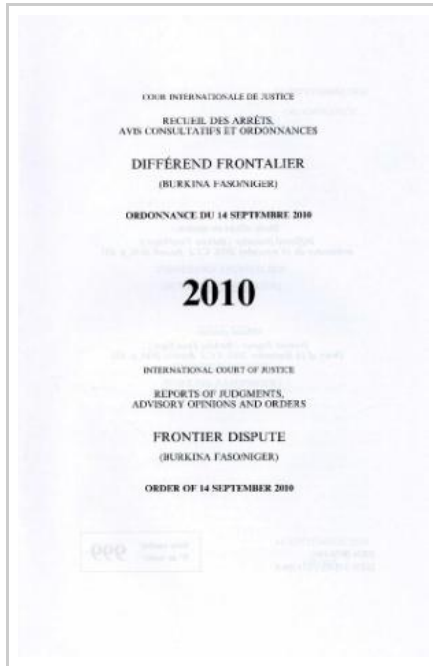 COUR INTERNATIONALE DE JUSTICE
RECUEIL DES ARRÊTS,
AVIS CONSULTATIFS ET ORDONNANCES
DIFFÉREND FRONTALIER
(BURKINA FASO/NIGER)
ORDONNANCE DU 14 SEPTEMBRE 2010
2010
INTERNATIONAL COURT OF JUSTICE
REPORTS OF JUDGMENTS,
ADVISORY OPINIONS AND ORDERS
FRONTIER DISPUTE
(BURKINA FASO/NIGER)
ORDER OF 14 SEPTEMBER 2010
999